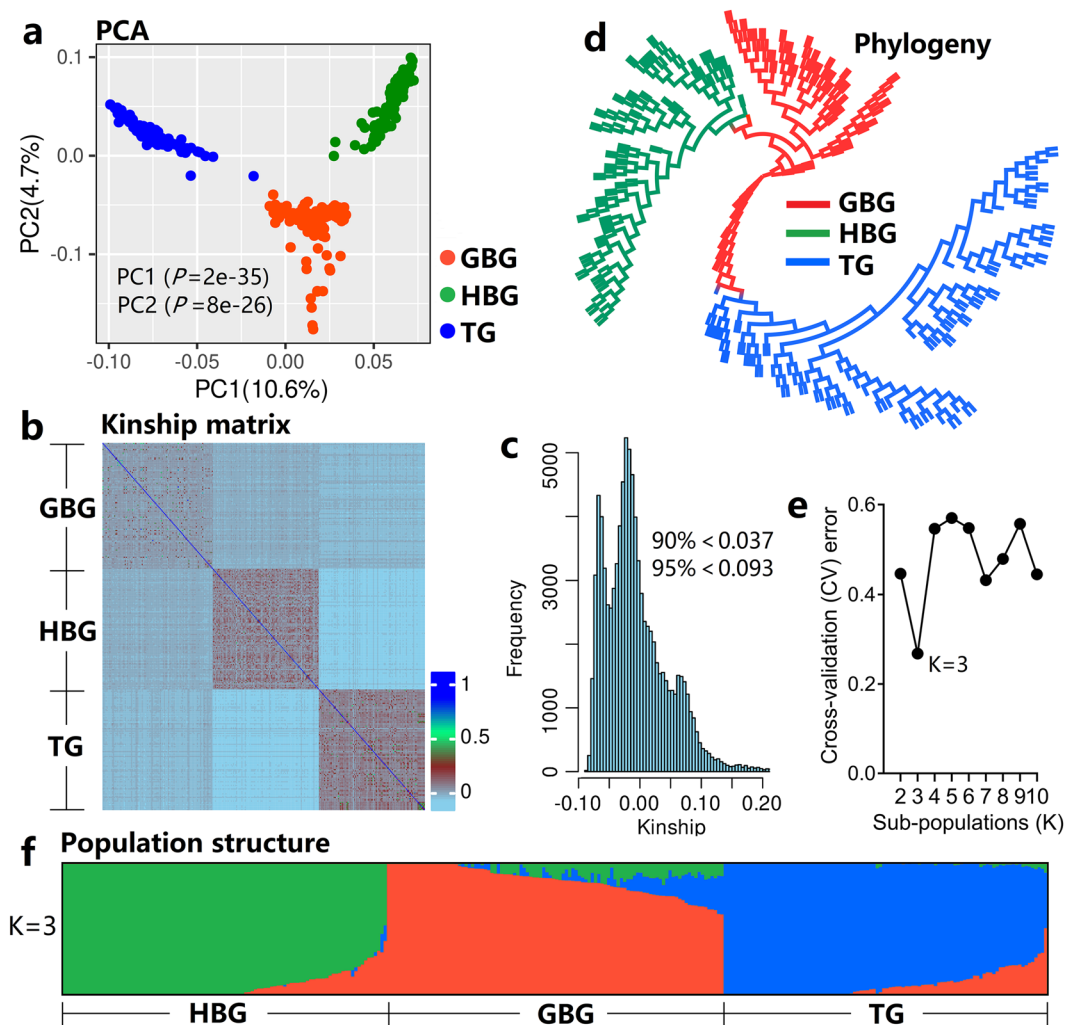 a PCA
0.1
0.0
-0.1
PC2(4.7%)
PC1 (P=2e-35)
PC2 (P=8e-26)
-0.10 -0.05 0.00 0.05
PC1(10.6%)
GBG
HBG
TG
d
Phylogeny
GBG
HBG
TG
b Kinship matrix
GBG
HBG
TG
1
0.5
0
c
5000
3000
1000
0
Frequency
90%<0.037
95%<0.093
-0.10 0.00 0.10 0.20
Kinship
e
0.6
0.4
0.2
0.0
Cross-validation (CV) error
K=3
2 3 4 5 6 7 8 9 10
Sub-populations (K)
f Population structure
K=3
HBG GBG TG